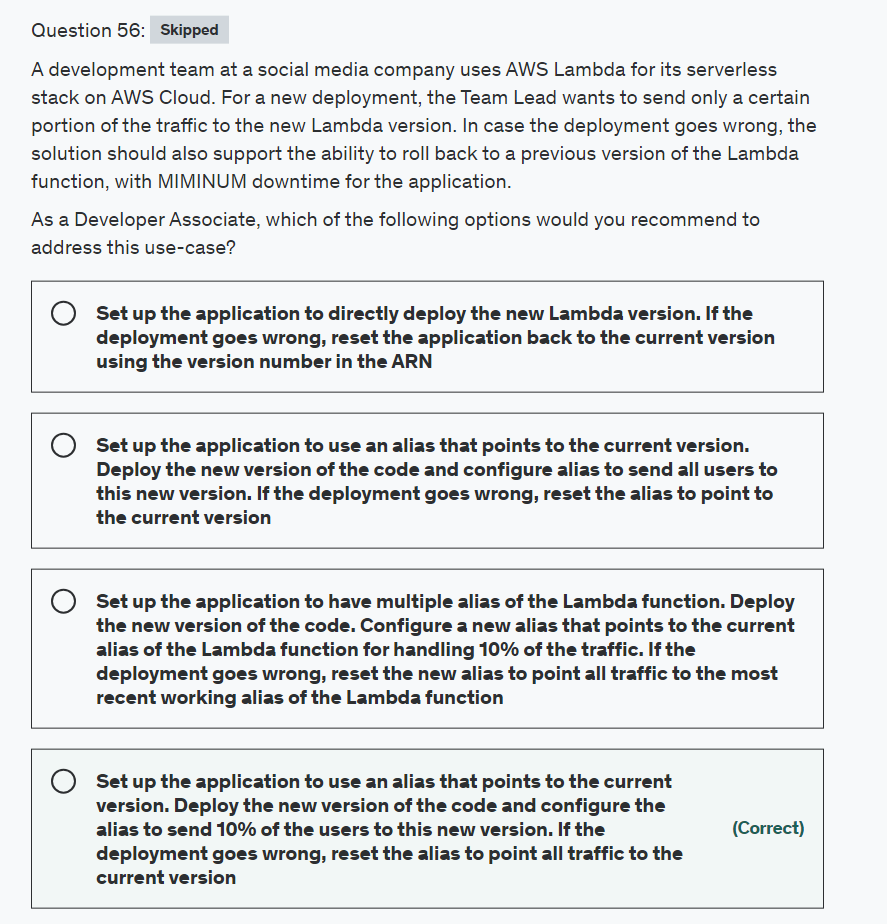 Question 56: Skipped
A development team at a social media company uses AWS Lambda for its serverless
stack on AWS Cloud. For a new deployment, the Team Lead wants to send only a certain
portion of the traffic to the new Lambda version. In case the deployment goes wrong, the
solution should also support the ability to roll back to a previous version of the Lambda
function, with MIMINUM downtime for the application.
As a Developer Associate, which of the following options would you recommend to
address this use-case?
Set up the application to directly deploy the new Lambda version. If the
deployment goes wrong, reset the application back to the current version
using the version number in the ARN
Set up the application to use an alias that points to the current version.
Deploy the new version of the code and configure alias to send all users to
this new version. If the deployment goes wrong, reset the alias to point to
the current version
Set up the application to have multiple alias of the Lambda function. Deploy
the new version of the code. Configure a new alias that points to the current
alias of the Lambda function for handling 10% of the traffic. If the
deployment goes wrong, reset the new alias to point all traffic to the most
recent working alias of the Lambda function
Set up the application to use an alias that points to the current
version. Deploy the new version of the code and configure the
alias to send 10% of the users to this new version. If the
deployment goes wrong, reset the alias to point all traffic to the
current version
(Correct)